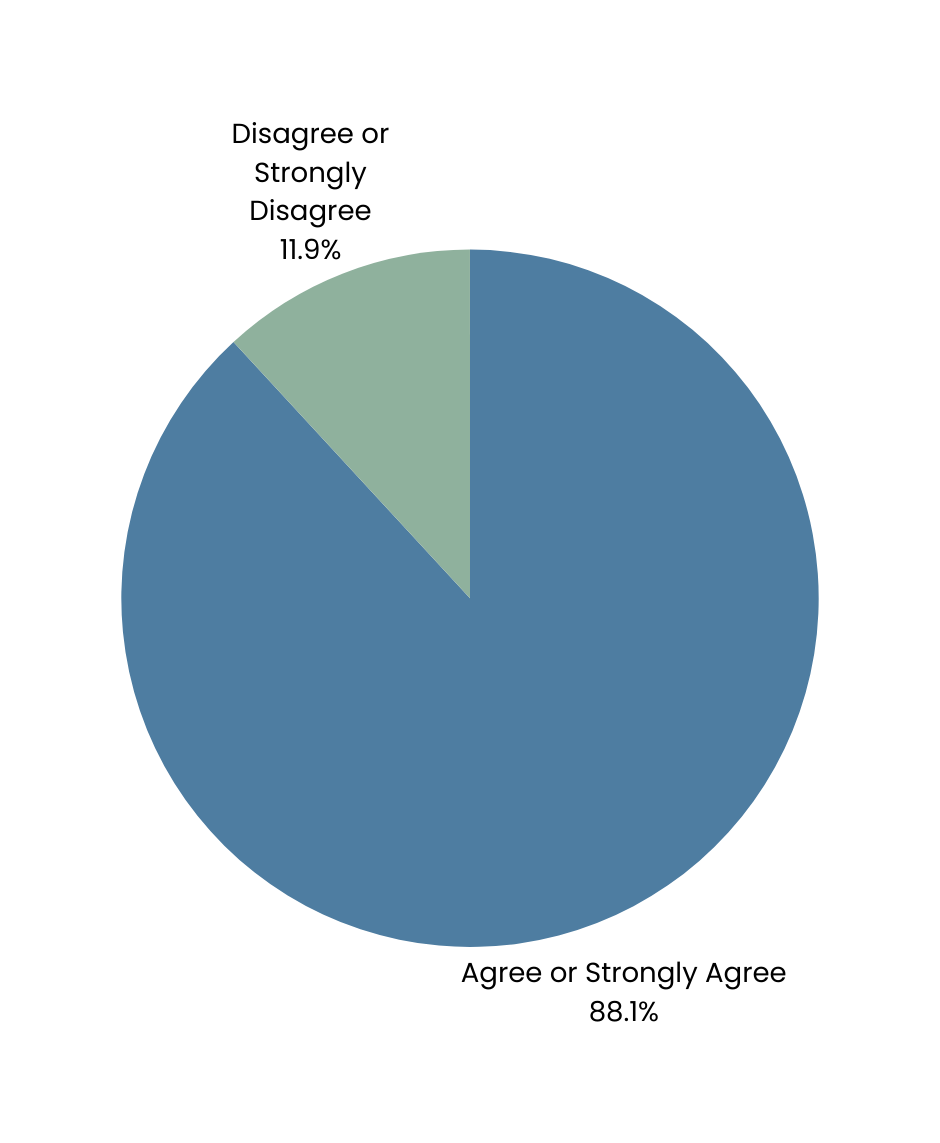 Disagree or
Strongly
Disagree
11.9%
Agree or Strongly Agree
88.1%